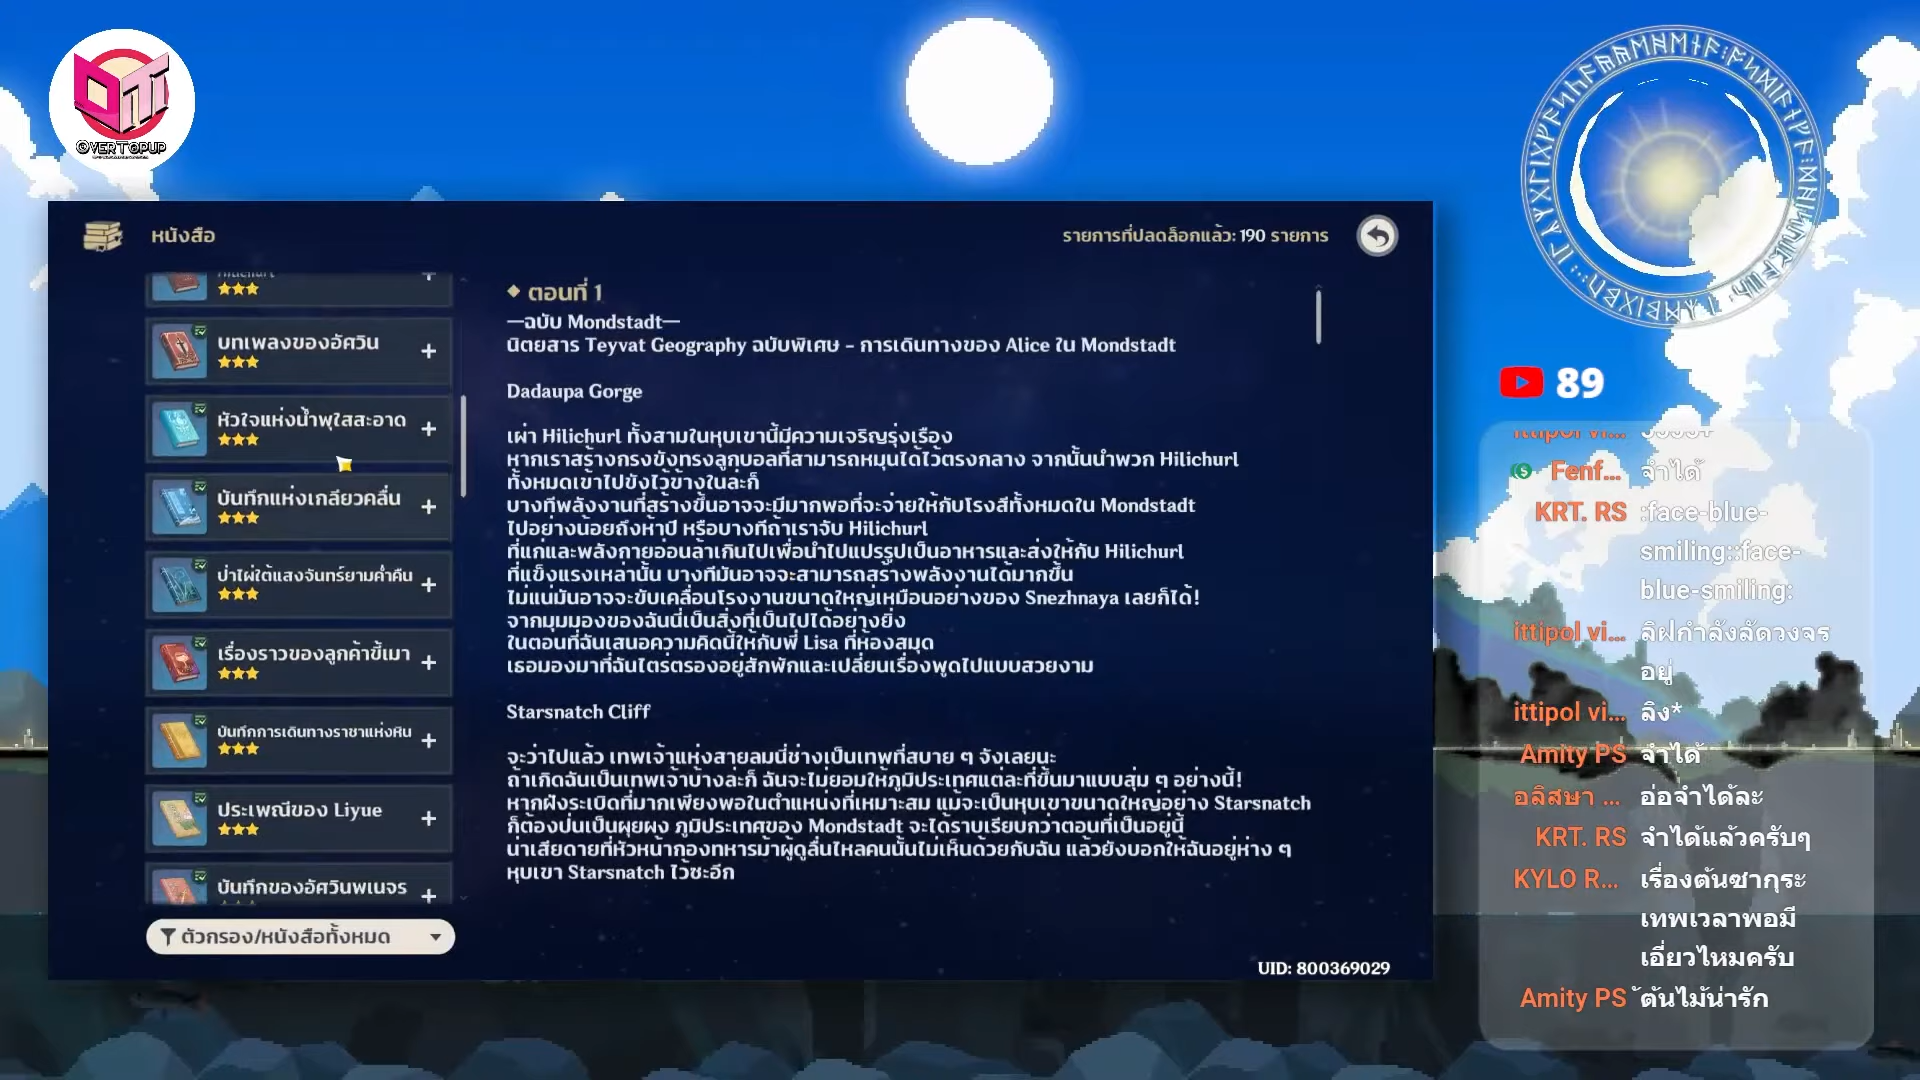 OVERTOPUP
หนังสือ
รายการที่ปลดล็อกแล้ว: 190 รายการ
Hilichurl
บทเพลงของอัศวิน
หัวใจแห่งน้ำพุใสสะอาด
บันทึกแห่งเกลียวคลื่น
ป่าไผ่ใต้แสงจันทร์ยามค่ำคืน
เรื่องราวของลูกค้าขี้เมา
บันทึกการเดินทางราชาแห่งหิน
ประเพณีของ Liyue
บันทึกของอัศวินพเนจร
ตัวกรอง/หนังสือทั้งหมด
ตอนที่ 1
—ฉบับ Mondstadt—
นิตยสาร Teyvat Geography ฉบับพิเศษ - การเดินทางของ Alice ใน Mondstadt
Dadaupa Gorge
เผ่า Hilichurl ทั้งสามในหุบเขานี้มีความเจริญรุ่งเรือง
หากเราสร้างกรงขังทรงลูกบอลที่สามารถหมุนได้ไว้ตรงกลาง จากนั้นนำพวก Hilichurl
ทั้งหมดเข้าไปขังไว้ข้างในล่ะก็
บางทีพลังงานที่สร้างขึ้นอาจจะมีมากพอที่จะจ่ายให้กับโรงสีทั้งหมดใน Mondstadt
ไปอย่างน้อยถึงห้าปี หรือบางทีถ้าเราจับ Hilichurl
ที่แก่และพลังกายอ่อนล้าเกินไปเพื่อนำไปแปรรูปเป็นอาหารและส่งให้กับ Hilichurl
ที่แข็งแรงเหล่านั้น บางทีมันอาจจะสามารถสร้างพลังงานได้มากขึ้น
ไม่แน่มันอาจจะขับเคลื่อนโรงงานขนาดใหญ่เหมือนอย่างของ Snezhnaya เลยก็ได้!
จากมุมมองของฉันนี่เป็นสิ่งที่เป็นไปได้อย่างยิ่ง
ในตอนที่ฉันเสนอความคิดนี้ให้กับพี่ Lisa ที่ห้องสมุด
เธอมองมาที่ฉันไตร่ตรองอยู่สักพักและเปลี่ยนเรื่องพูดไปแบบสวยงาม
Starsnatch Cliff
จะว่าไปแล้ว เทพเจ้าแห่งสายลมนี่ช่างเป็นเทพที่สบาย ๆ จังเลยนะ
ถ้าเกิดฉันเป็นเทพเจ้าบ้างล่ะก็ ฉันจะไม่ยอมให้ภูมิประเทศแต่ละที่ขึ้นมาแบบสุ่ม ๆ อย่างนี้!
หากฝังระเบิดที่มากเพียงพอในตำแหน่งที่เหมาะสม แม้จะเป็นหุบเขาขนาดใหญ่อย่าง Starsnatch
ก็ต้องป่นเป็นผุยผง ภูมิประเทศของ Mondstadt จะได้ราบเรียบกว่าตอนที่เป็นอยู่นี้
น่าเสียดายที่หัวหน้ากองทหารม้าผู้ดูลื่นไหลคนนั้นไม่เห็นด้วยกับฉัน แล้วยังบอกให้ฉันอยู่ห่าง ๆ
หุบเขา Starsnatch ไว้ซะอีก
UID: 800369029
89
ittipol vi... 55555+
Fenf... จำได้
KRT. RS :face-blue-
smiling::face-
blue-smiling:
ittipol vi... ลิฝกำลังลัดวงจร
อยู่
ittipol vi... ลิง*
Amity PS จำได้
อลิสษา ... อ่อจำได้ละ
KRT. RS จำได้แล้วครับๆ
KYLO R... เรื่องต้นซากุระ
เทพเวลาพอมี
เอี่ยวไหมครับ
Amity PS ้ต้นไม้น่ารัก